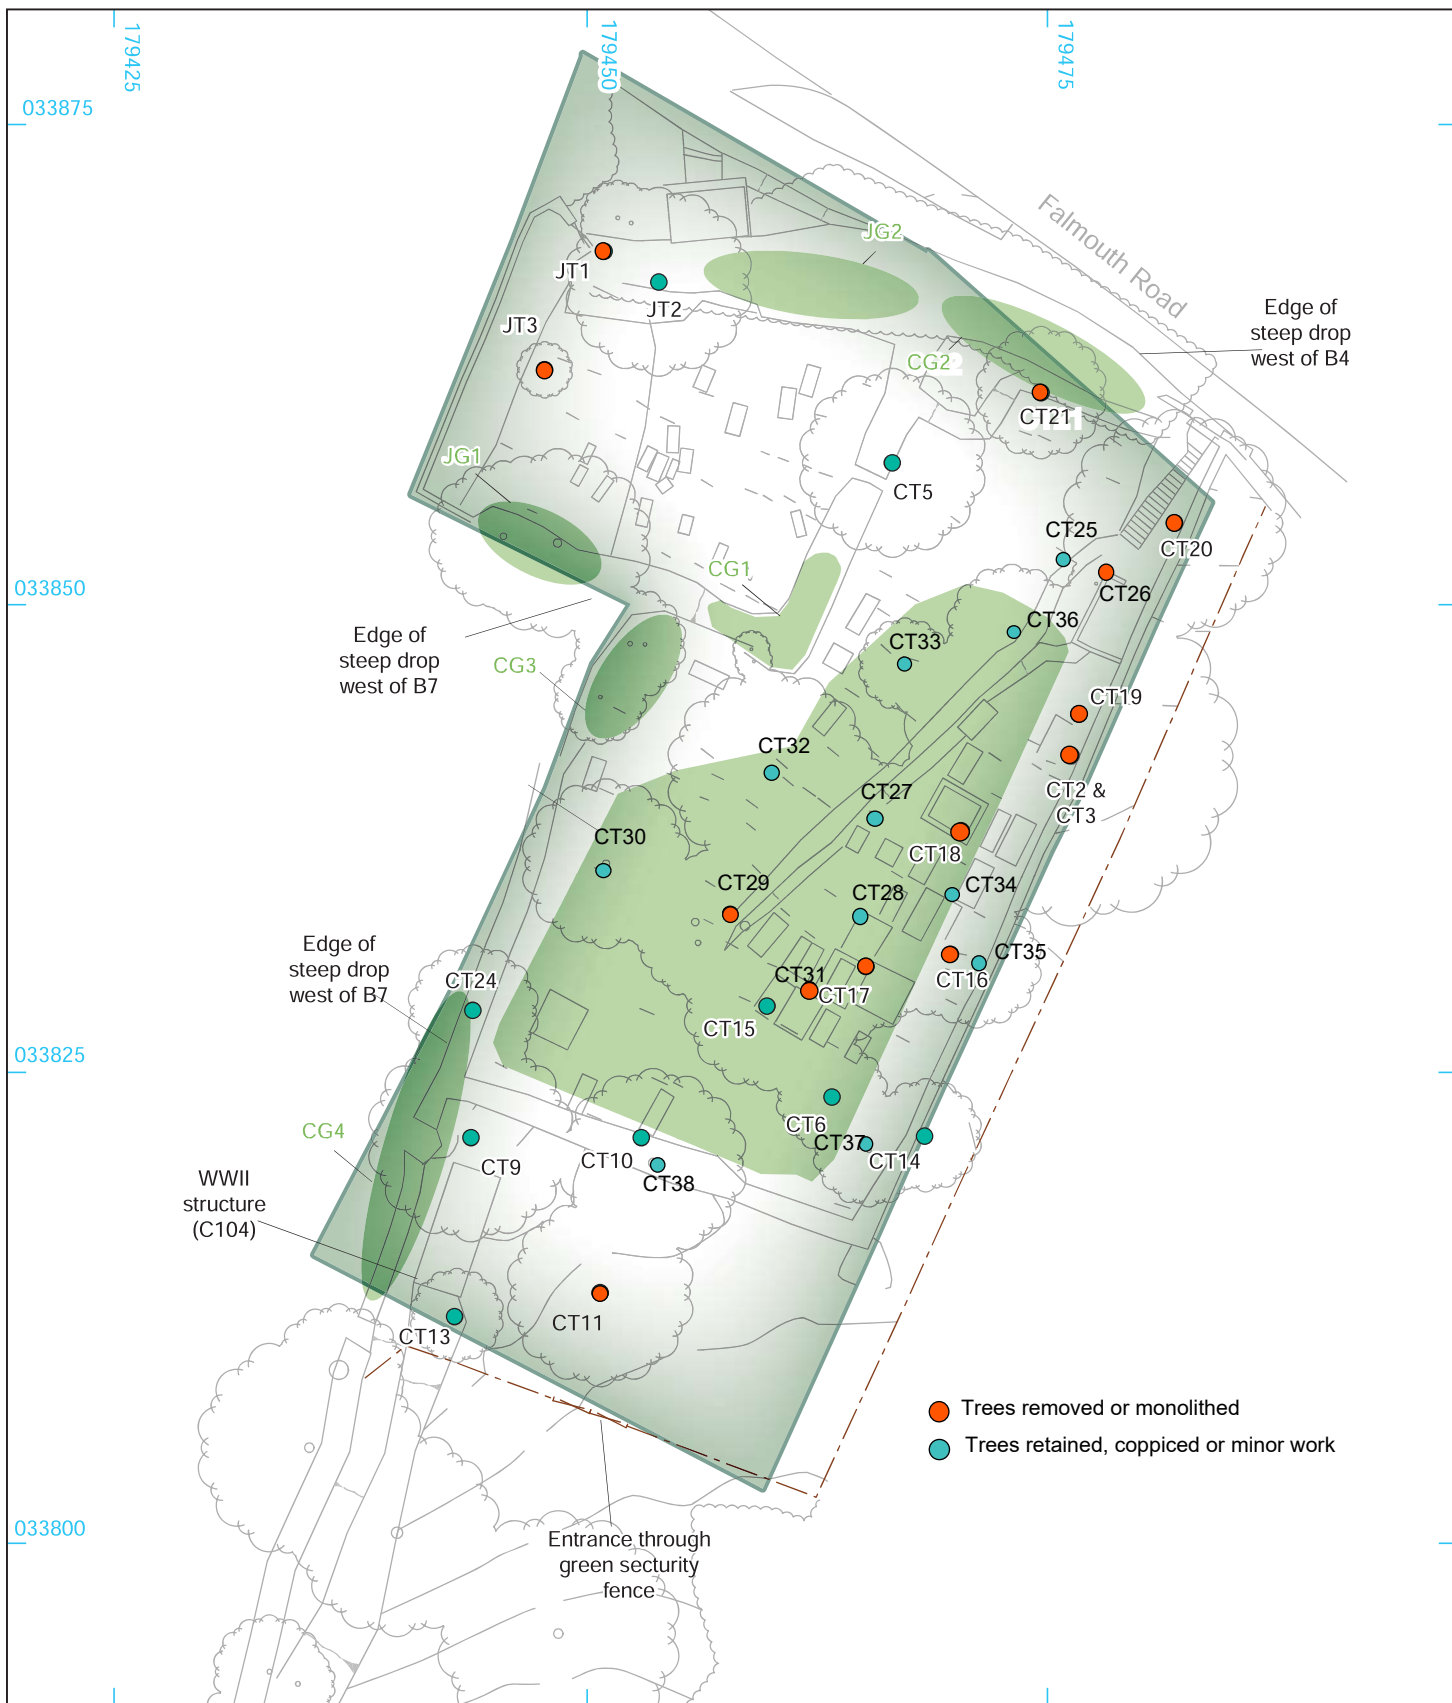 179425
179450
179475
033875
Falmouth Road
JG2
JT1
JT2
JT3
Edge of
steep drop
west of B4
CG2
CT21
JG1
CT5
CT25
CT20
CT26
CG1
033850
CT36
Edge of
steep drop
west of B7
CT33
CG3
CT19
CT32
CT2 &
CT3
CT27
CT30
CT18
CT29
CT28
CT34
Edge of
steep drop
west of B7
CT35
CT24
CT31
CT16
CT17
CT15
033825
CT6
CG4
CT37
CT14
CT9
CT10
CT38
WWII
structure
(C104)
CT11
CT13
Trees removed or monolithed
Trees retained, coppiced or minor work
033800
Entrance through
green secturity
fence